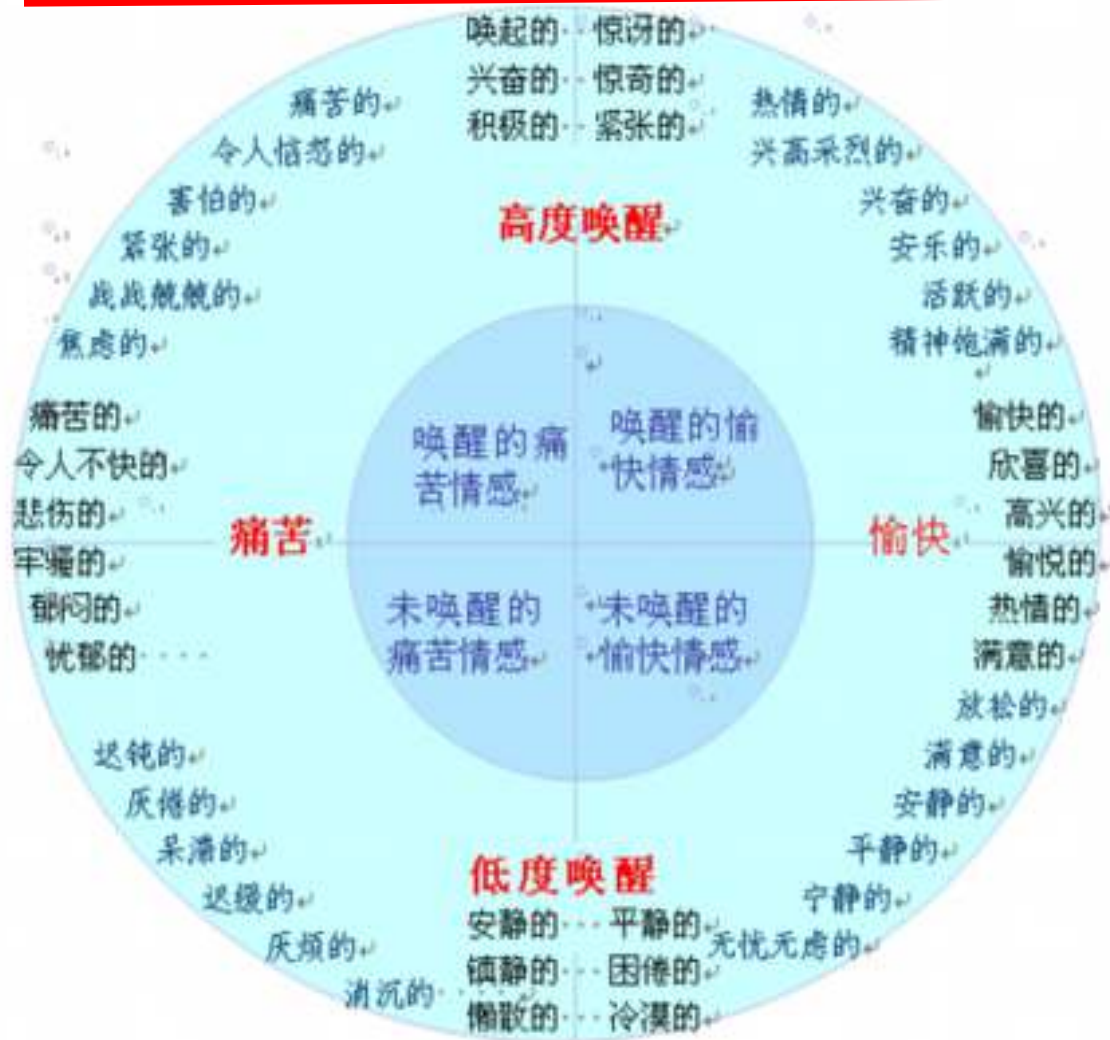 唤起的 惊讶的
兴奋的 惊奇的
积极的 紧张的
痛苦的
令人恼怒的
害怕的
紧张的
战战兢兢的
焦虑的
热情的
兴高采烈的
兴奋的
安乐的
活跃的
精神饱满的
高度唤醒
痛苦的
令人不快的
悲伤的
牢骚的
郁闷的
忧郁的
痛苦
唤醒的痛
苦情感
唤醒的愉
快情感
未唤醒的
痛苦情感
未唤醒的
愉快情感
愉快
愉快的
欣喜的
高兴的
愉悦的
热情的
满意的
迟钝的
厌倦的
呆滞的
迟缓的
厌烦的
消沉的
放松的
满意的
安静的
平静的
宁静的
无忧无虑的
低度唤醒
安静的 平静的
镇静的 困倦的
懒散的 冷漠的